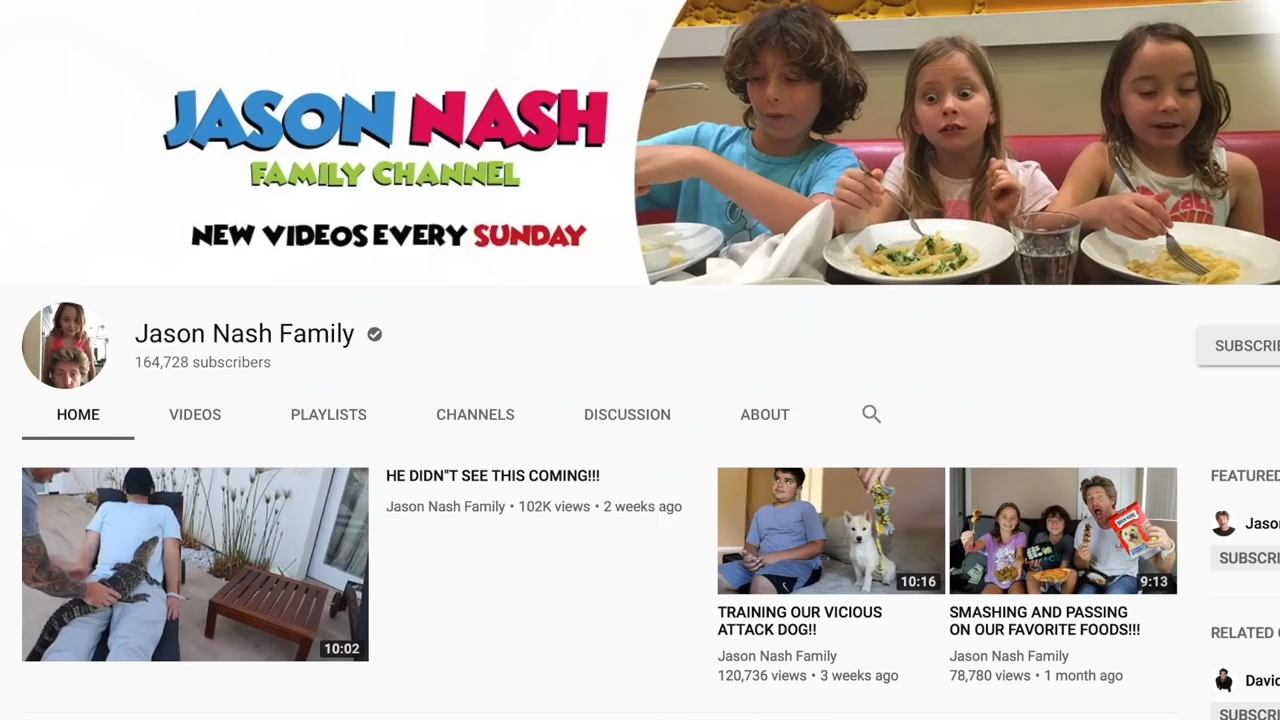 JASON NASH
FAMILY CHANNEL
NEW VIDEOS EVERY SUNDAY
Jason Nash Family
164,728 subscribers
SUBSCRIBE
HOME
VIDEOS
PLAYLISTS
CHANNELS
DISCUSSION
ABOUT
10:02
HE DIDN"T SEE THIS COMING!!!
Jason Nash Family • 102K views • 2 weeks ago
10:16
TRAINING OUR VICIOUS
ATTACK DOG!!
Jason Nash Family
120,736 views • 3 weeks ago
9:13
SMASHING AND PASSING
ON OUR FAVORITE FOODS!!!
Jason Nash Family
78,780 views • 1 month ago
FEATURED
Jaso
SUBSCRI
RELATED
Davi
SUBSCRI